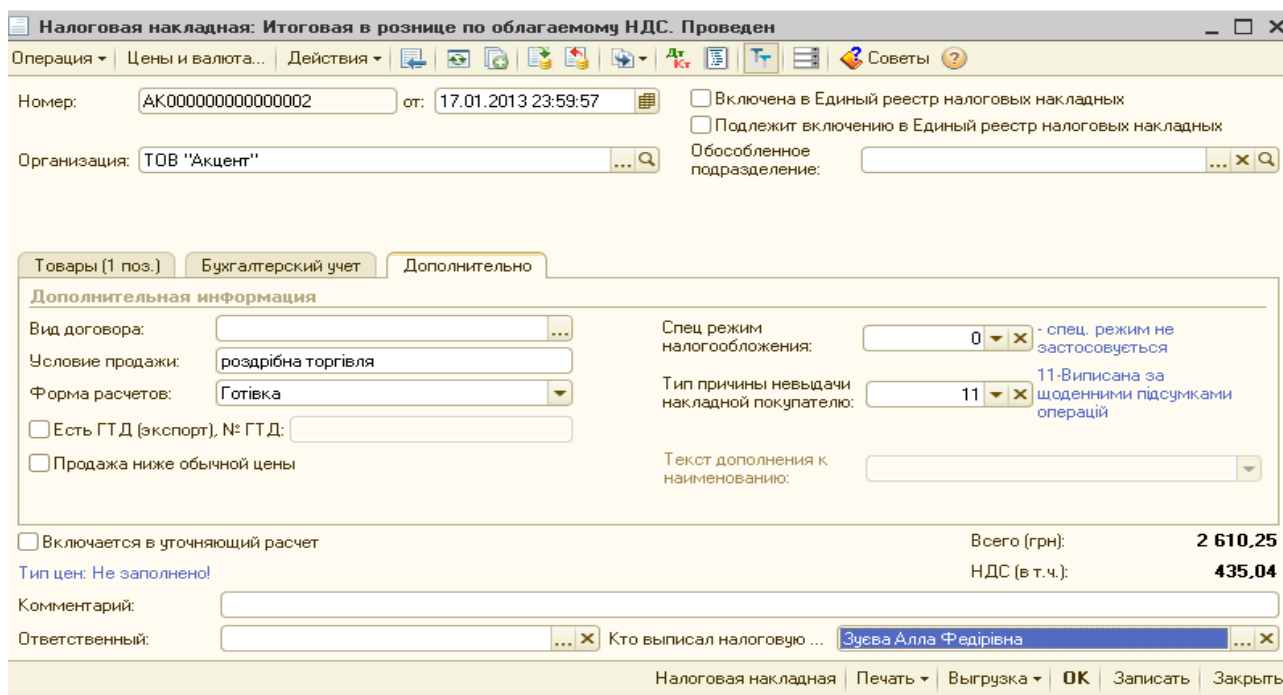 Налоговая накладная: Итоговая в рознице по облагаемому НДС. Проведен
Операция Цены и валюта... Действия Дт Кт Советы
Номер: АК000000000000002 от: 17.01.2013 23:59:57 Включена в Единый реестр налоговых накладных
Подлежит включению в Единый реестр налоговых накладных
Организация: ТОВ "Акцент" ... Обособленное подразделение: ...
Товары (1 поз.) Бухгалтерский учет Дополнительно
Дополнительная информация
Вид договора: ... Спец режим налогообложения: 0 - спец. режим не застосовується
Условие продажи: роздрібна торгівля
Форма расчетов: Готівка Тип причины невыдачи накладной покупателю: 11 11-Виписана за щоденними підсумками операцій
Есть ГТД (экспорт), № ГТД:
Продажа ниже обычной цены Текст дополнения к наименованию:
Включается в уточняющий расчет Всего (грн): 2 610,25
Тип цен: Не заполнено! НДС (в т.ч.): 435,04
Комментарий:
Ответственный: ... Кто выписал налоговую ... Зуєва Алла Федірівна ...
Налоговая накладная Печать Выгрузка ОК Записать Закрыть